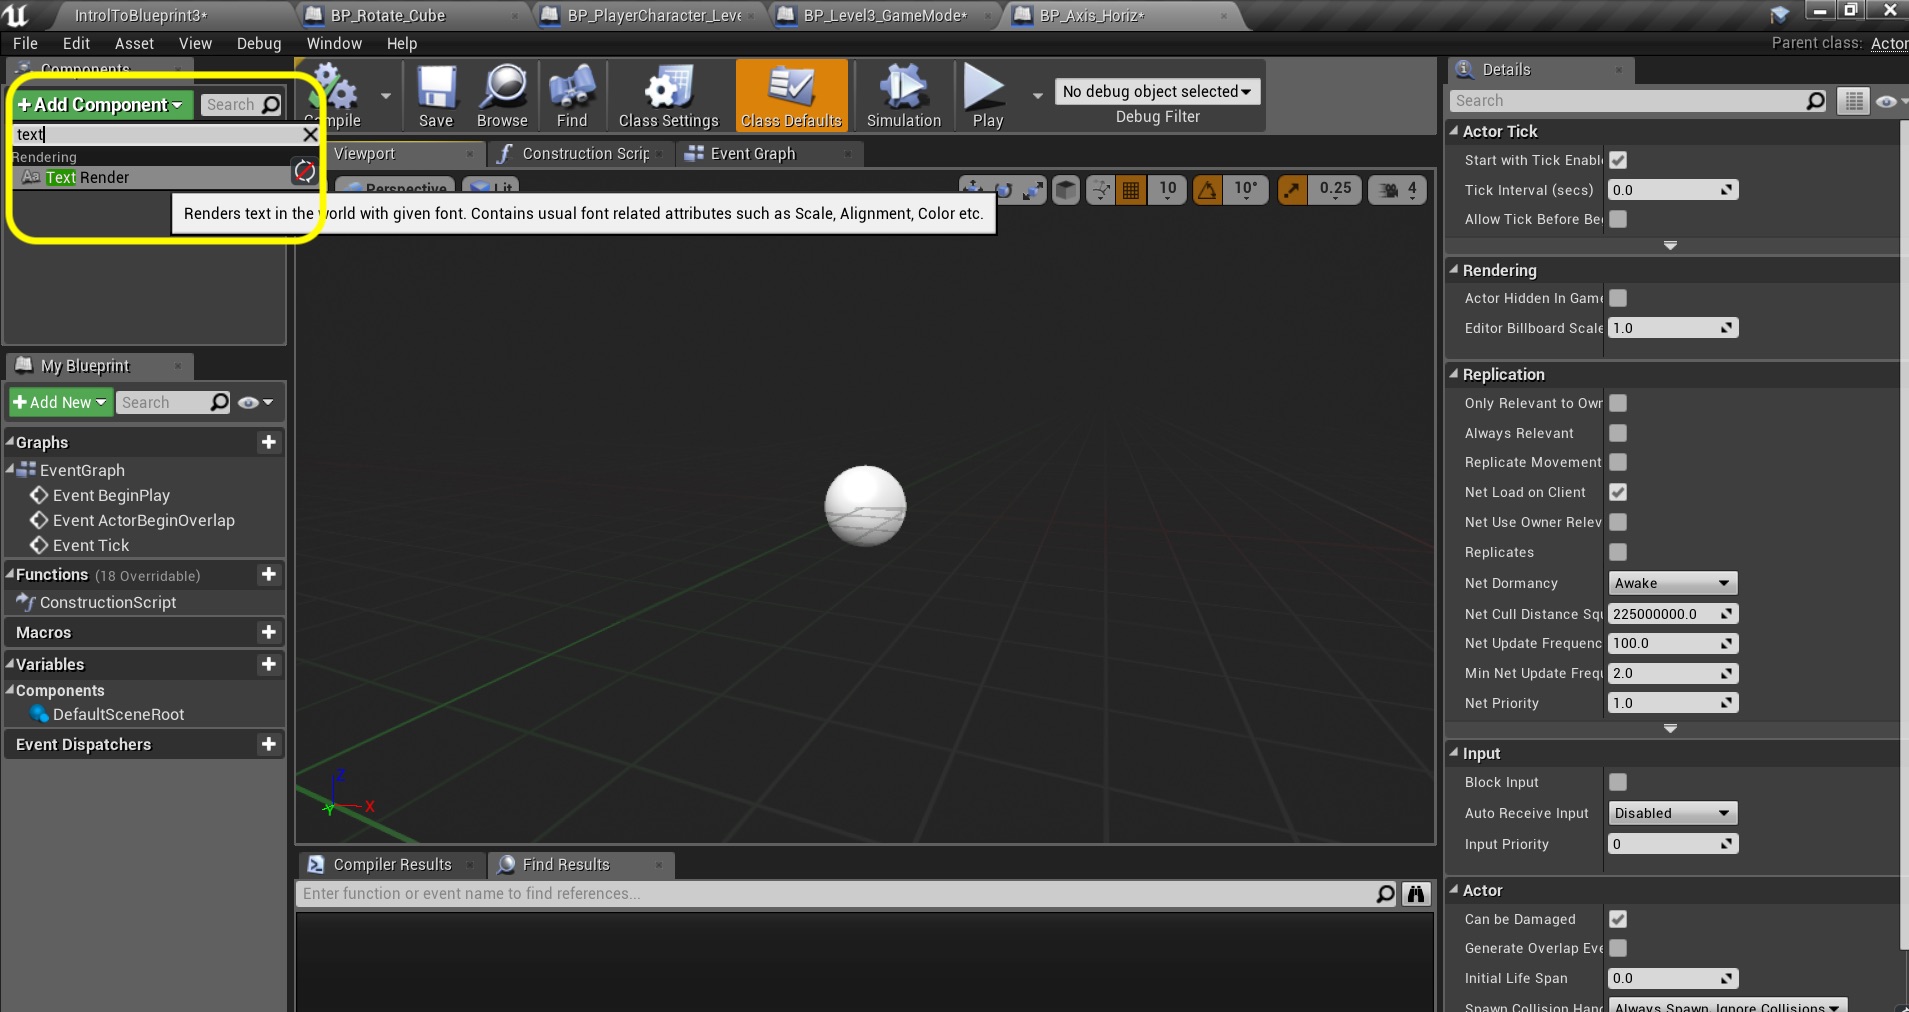 IntrolToBlueprint3*
BP_Rotate_Cube
BP_PlayerCharacter_Leve
BP_Level3_GameMode*
BP_Axis_Horiz*
File Edit Asset View Debug Window Help
Parent class: Actor
Components
+Add Component
Search
text
Rendering
Aa Text Render
Renders text in the world with given font. Contains usual font related attributes such as Scale, Alignment, Color etc.
Compile
Save
Browse
Find
Class Settings
Class Defaults
Simulation
Play
No debug object selected
Debug Filter
Viewport
Construction Scrip
Event Graph
Perspective
Lit
10
10°
0.25
4
X
Y
Z
My Blueprint
+Add New
Search
Graphs
EventGraph
Event BeginPlay
Event ActorBeginOverlap
Event Tick
Functions (18 Overridable)
ConstructionScript
Macros
Variables
Components
DefaultSceneRoot
Event Dispatchers
Compiler Results
Find Results
Enter function or event name to find references...
Details
Search
Actor Tick
Start with Tick Enabl
Tick Interval (secs) 0.0
Allow Tick Before Be
Rendering
Actor Hidden In Game
Editor Billboard Scale 1.0
Replication
Only Relevant to Owr
Always Relevant
Replicate Movement
Net Load on Client
Net Use Owner Relev
Replicates
Net Dormancy Awake
Net Cull Distance Squ 225000000.0
Net Update Frequenc 100.0
Min Net Update Frequ 2.0
Net Priority 1.0
Input
Block Input
Auto Receive Input Disabled
Input Priority 0
Actor
Can be Damaged
Generate Overlap Eve
Initial Life Span 0.0
Spawn Collision Hand Always Spawn, Ignore Collisions